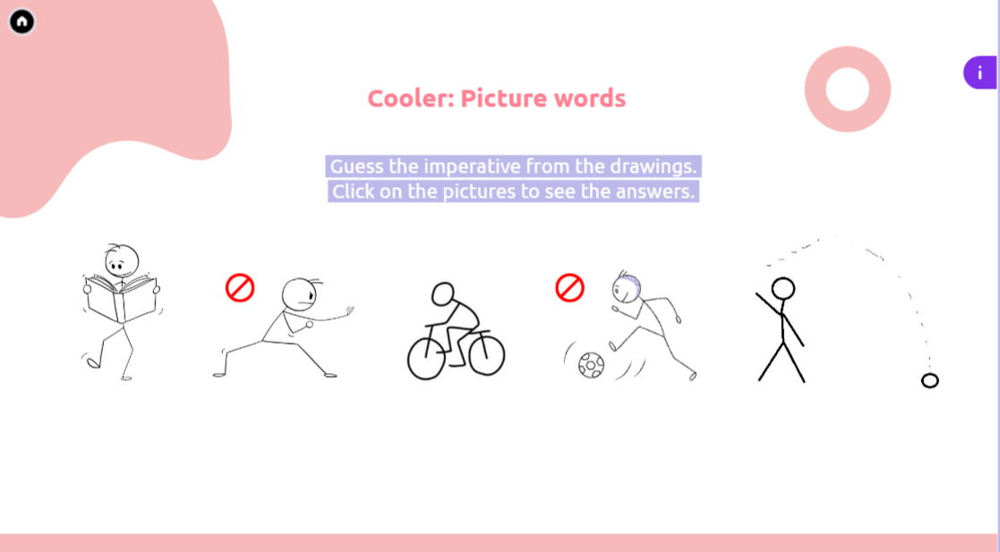 Cooler: Picture words
Guess the imperative from the drawings.
Click on the pictures to see the answers.
i